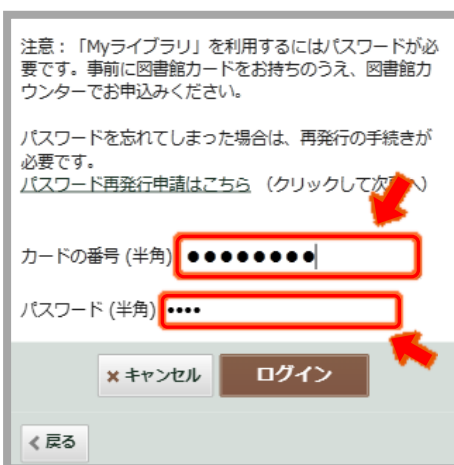 注意：「Myライブラリ」を利用するにはパスワードが必
要です。事前に図書館カードをお持ちのうえ、図書館カ
ウンターでお申込みください。
パスワードを忘れてしまった場合は、再発行の手続きが
必要です。
パスワード再発行申請はこちら （クリックして次
カードの番号 (半角) ●●●●●●●●
パスワード (半角) ••••
×キャンセル ログイン
戻る